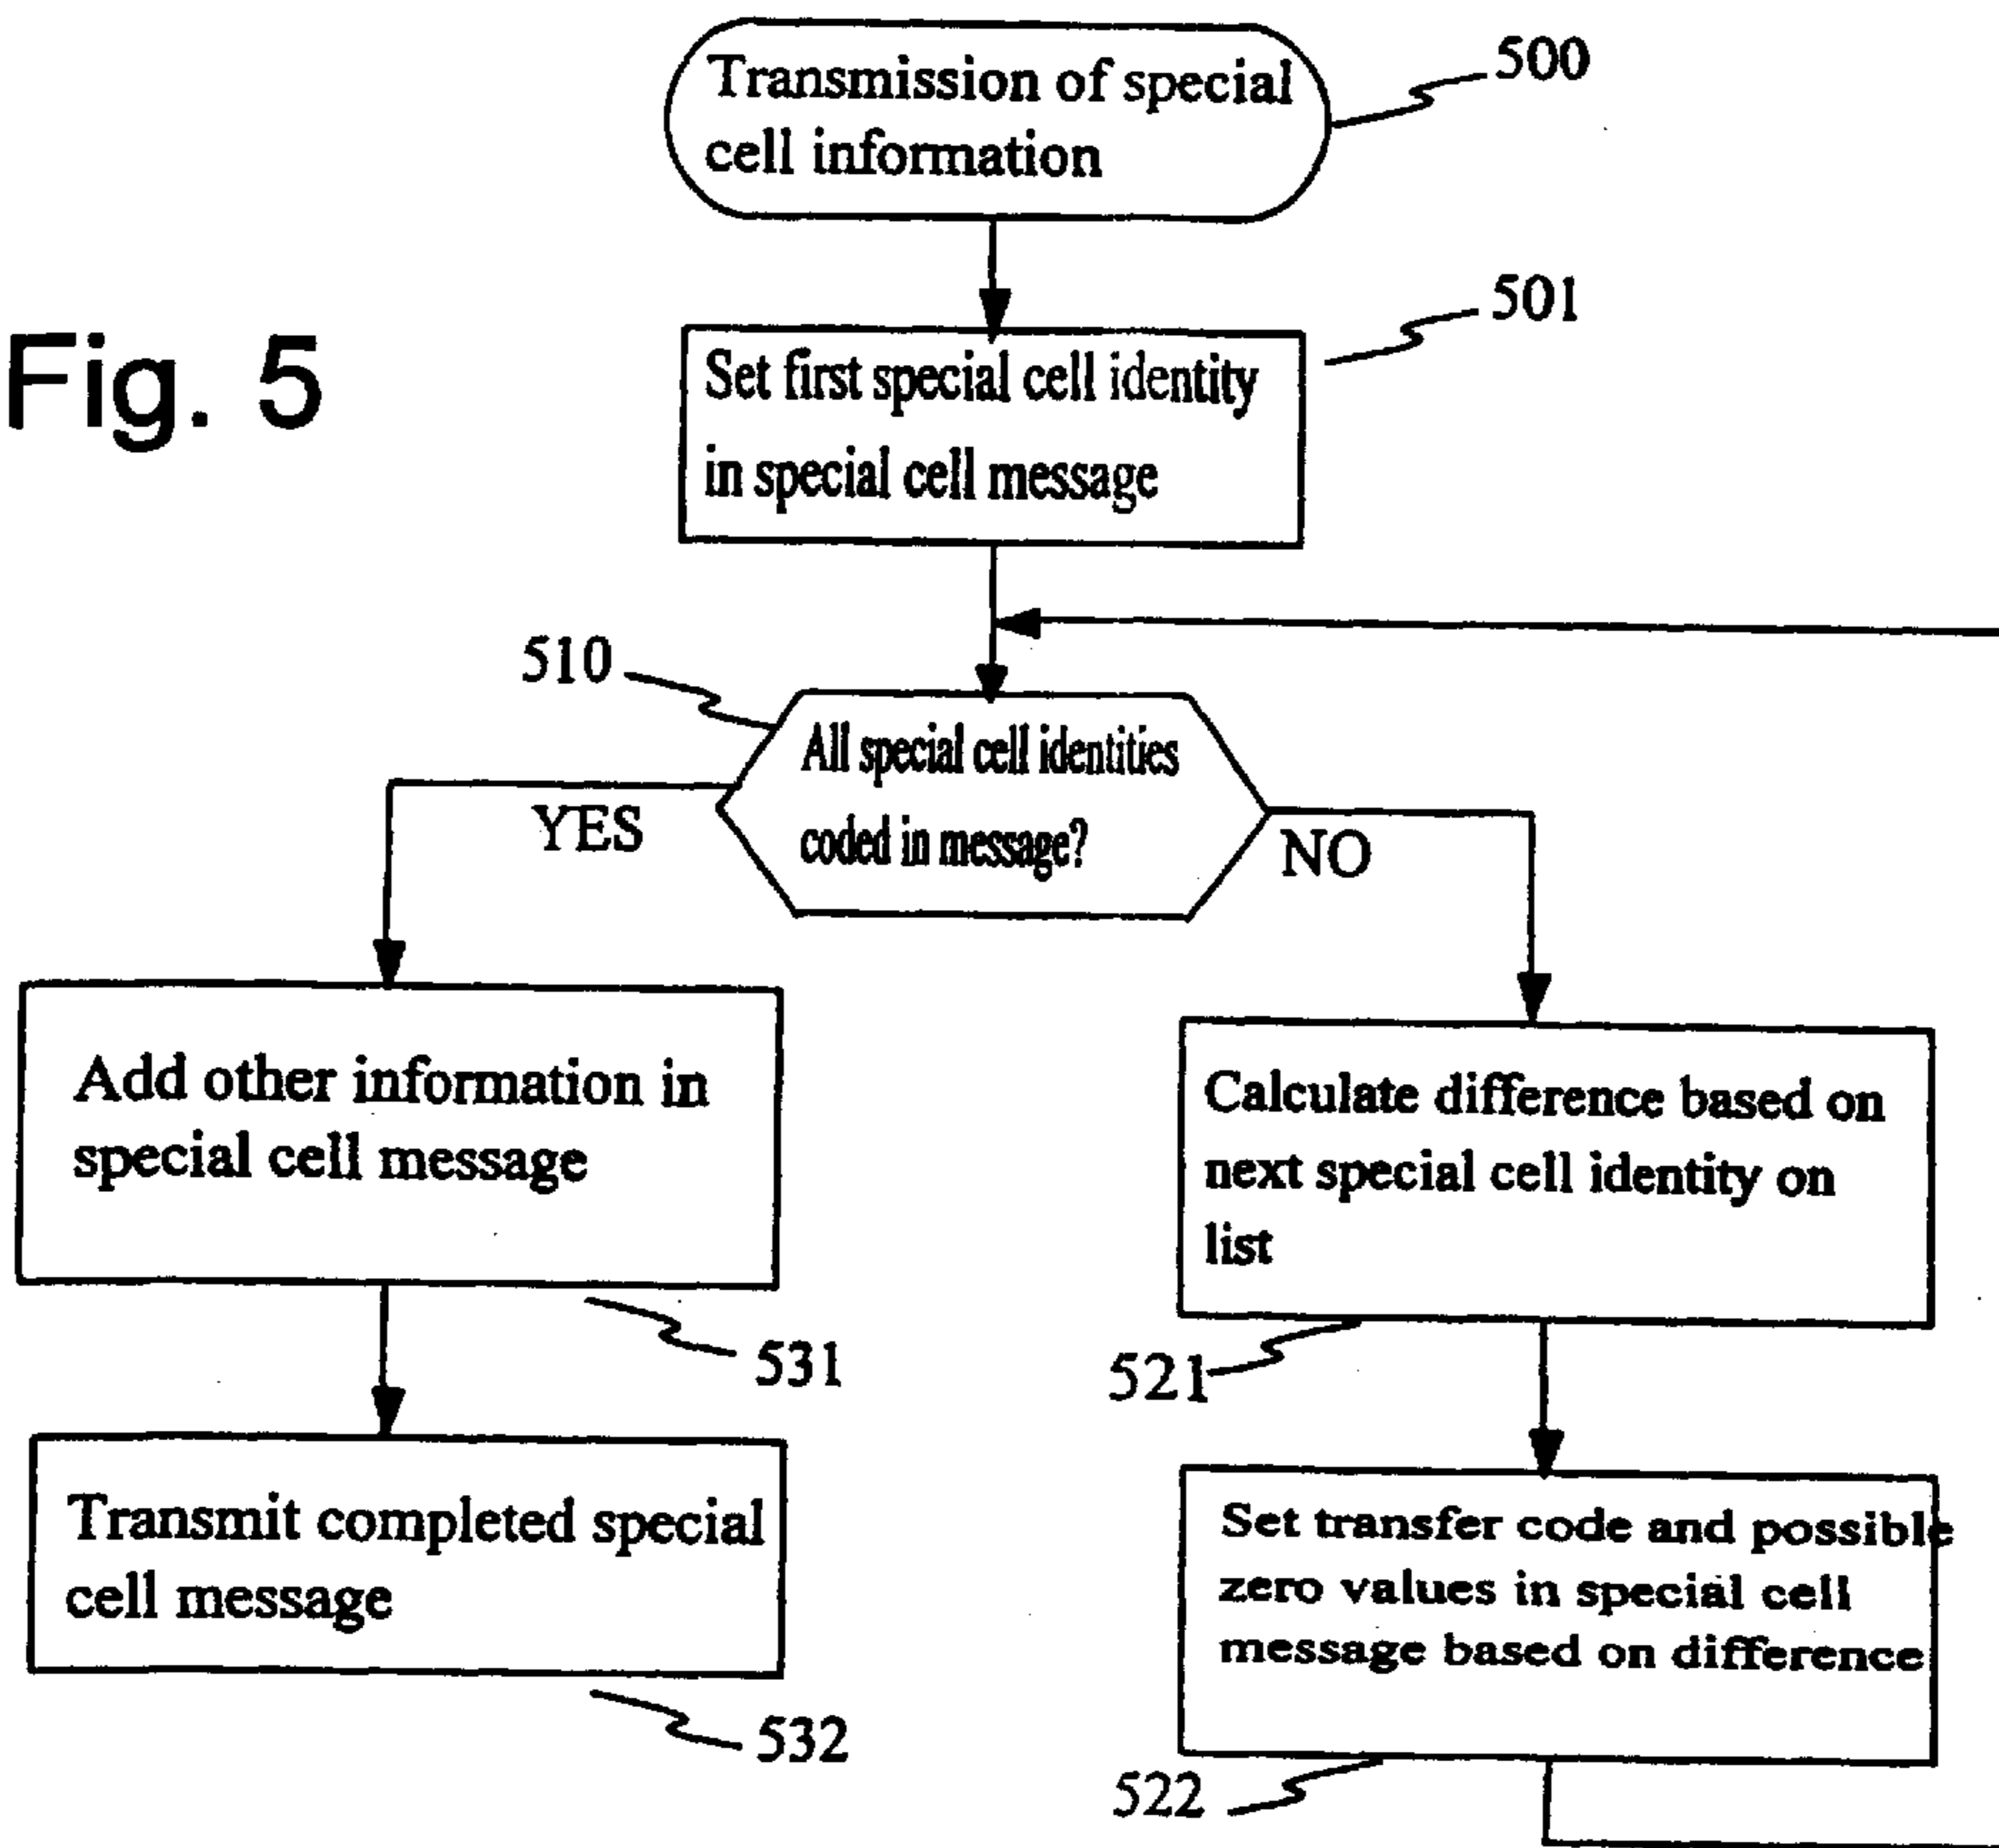 Transmission of special
cell information
500
Fig. 5
Set first special cell identity
in special cell message
501
510
All special cell identities
coded in message?
YES
NO
Add other information in
special cell message
531
Calculate difference based on
next special cell identity on
list
521
Transmit completed special
cell message
532
Set transfer code and possible
zero values in special cell
message based on difference
522